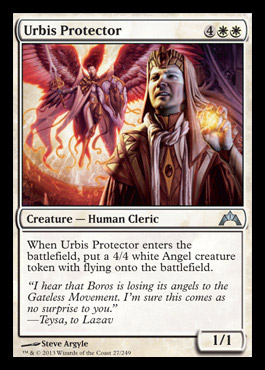 Urbis Protector 4
Creature — Human Cleric
When Urbis Protector enters the
battlefield, put a 4/4 white Angel creature
token with flying onto the battlefield.
“I hear that Boros is losing its angels to the
Gateless Movement. I’m sure this comes as
no surprise to you.”
—Teysa, to Lazav
1/1
Steve Argyle
™ & © 2013 Wizards of the Coast 27/249